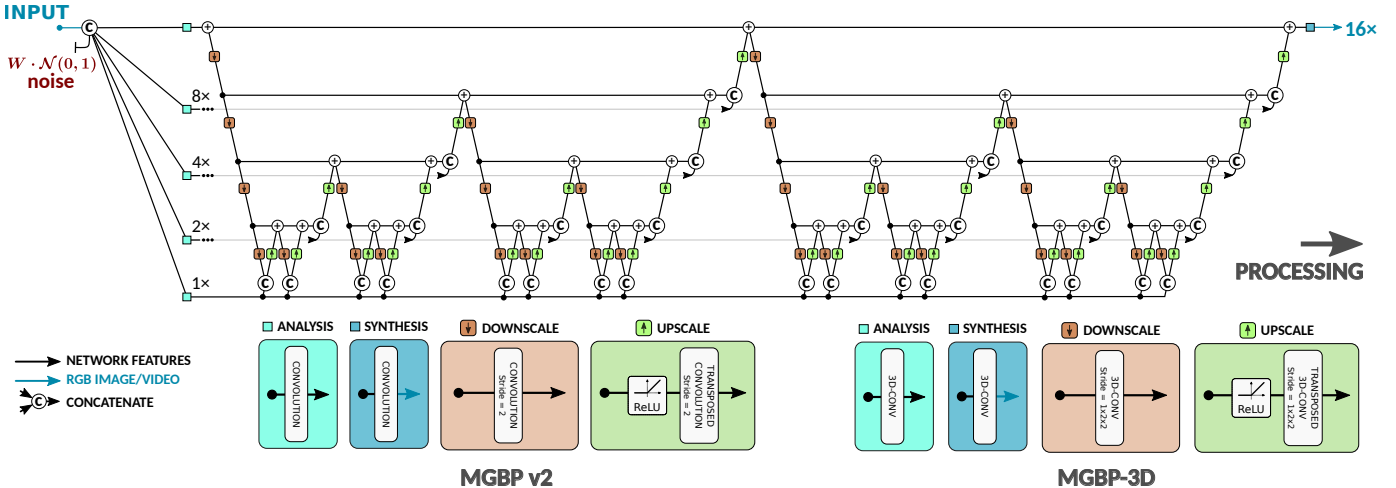 INPUT
C
W · N(0, 1)
noise
16×
8×
4×
2×
1×
PROCESSING
NETWORK FEATURES
RGB IMAGE/VIDEO
C CONCATENATE
ANALYSIS
CONVOLUTION
SYNTHESIS
CONVOLUTION
DOWNSCALE
CONVOLUTION
Stride = 2
UPSCALE
ReLU
TRANSPOSED
CONVOLUTION
Stride = 2
MGBP v2
ANALYSIS
3D-CONV
SYNTHESIS
3D-CONV
DOWNSCALE
3D-CONV
Stride = 1x2x2
UPSCALE
ReLU
TRANSPOSED
3D-CONV
Stride = 1x2x2
MGBP-3D